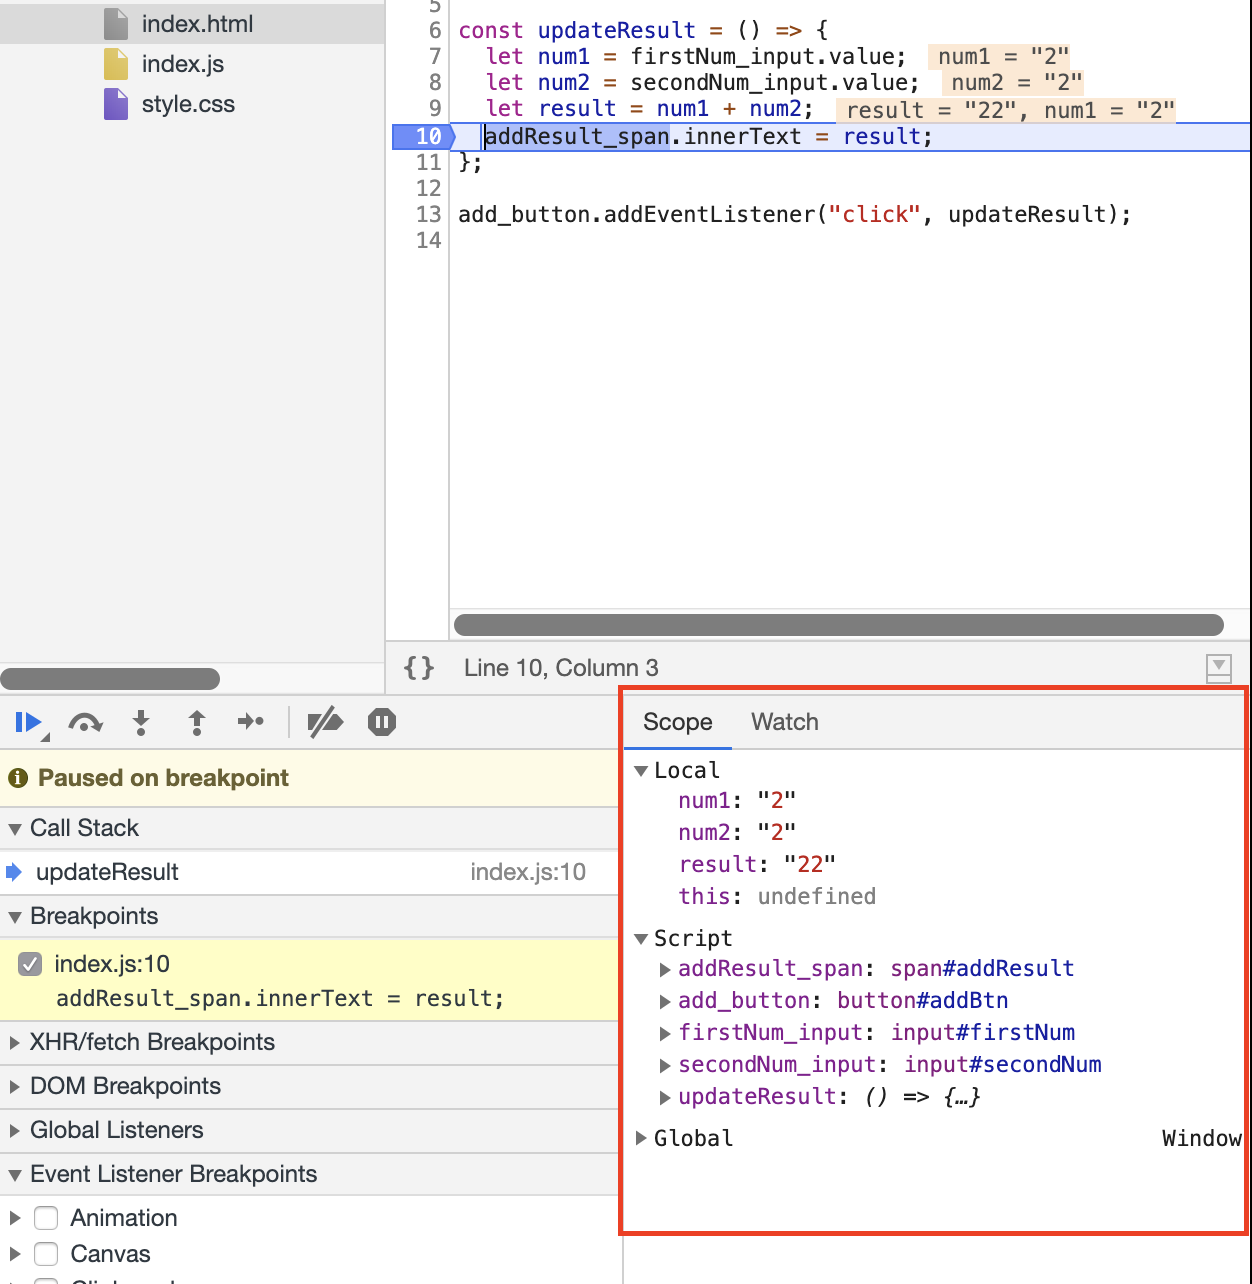 index.html
index.js
style.css
5
6 const updateResult = () => {
7 let num1 = firstNum_input.value; num1 = "2"
8 let num2 = secondNum_input.value; num2 = "2"
9 let result = num1 + num2; result = "22", num1 = "2"
10 addResult_span.innerText = result;
11 };
12
13 add_button.addEventListener("click", updateResult);
14
{} Line 10, Column 3
Paused on breakpoint
Call Stack
updateResult index.js:10
Breakpoints
index.js:10
addResult_span.innerText = result;
XHR/fetch Breakpoints
DOM Breakpoints
Global Listeners
Event Listener Breakpoints
Animation
Canvas
Scope Watch
Local
num1: "2"
num2: "2"
result: "22"
this: undefined
Script
addResult_span: span#addResult
add_button: button#addBtn
firstNum_input: input#firstNum
secondNum_input: input#secondNum
updateResult: () => {…}
Global Window